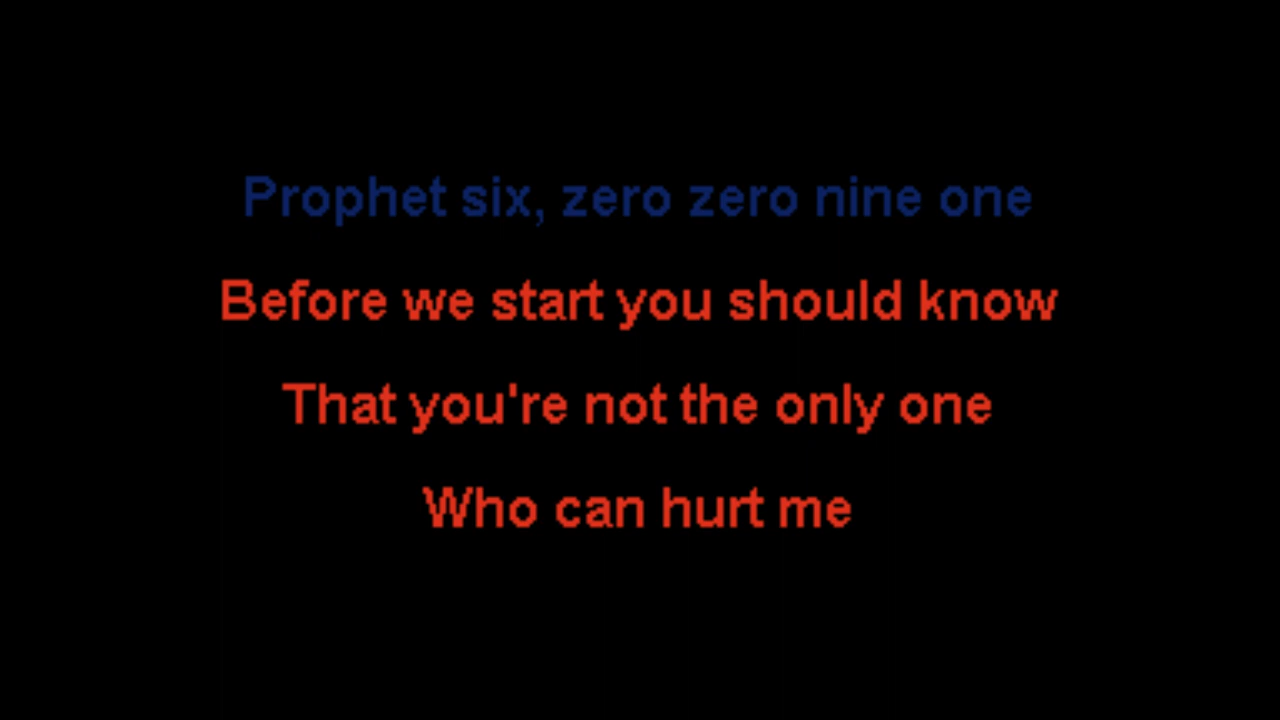 Prophet six, zero zero nine one
Before we start you should know
That you're not the only one
Who can hurt me